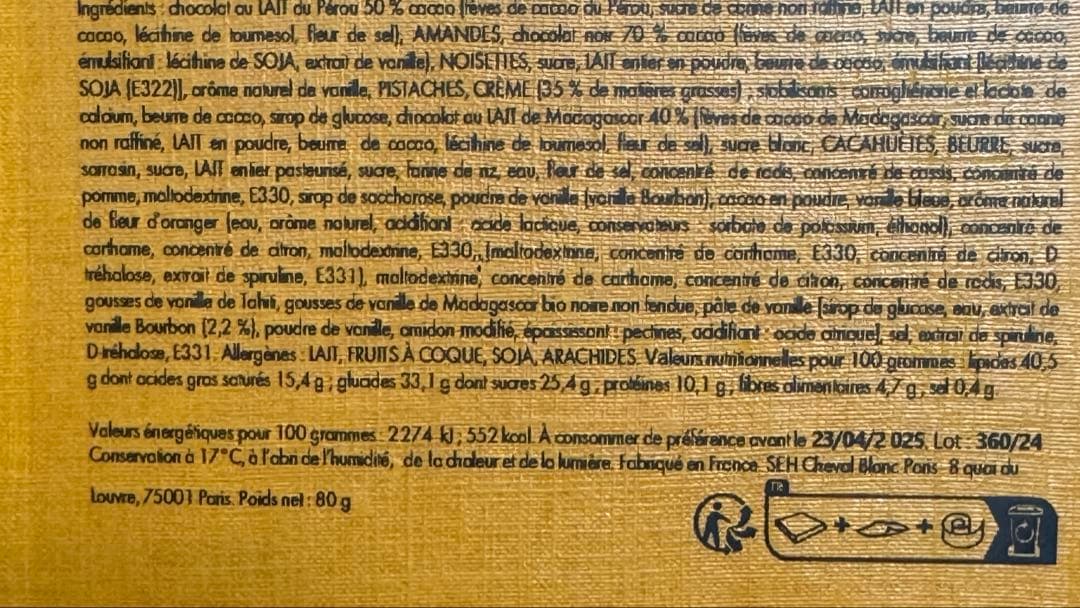 Ingrédients : chocolat au LAIT du Pérou 50 % cacao (fèves de cacao du Pérou, sucre de canne non raffiné, LAIT en poudre, beurre de
cacao, lécithine de tournesol, fleur de sel), AMANDES, chocolat noir 70 % cacao (fèves de cacao, sucre, beurre de cacao,
émulsifiant : lécithine de SOJA, extrait de vanille), NOISETTES, sucre, LAIT entier en poudre, beurre de cacao, émulsifiant [lécithine de
SOJA (E322)], arôme naturel de vanille, PISTACHES, CRÈME (35 % de matières grasses) ; stabilisants : carraghénane et lactate de
calcium, beurre de cacao, sirop de glucose, chocolat au LAIT de Madagascar 40 % (fèves de cacao de Madagascar, sucre de canne
non raffiné, LAIT en poudre, beurre de cacao, lécithine de tournesol, fleur de sel), sucre blanc, CACAHUÈTES, BEURRE, sucre,
sarrasin, sucre, LAIT entier pasteurisé, sucre, farine de riz, eau, fleur de sel, concentré de radis, concentré de cassis, concentré de
pomme, maltodextrine, E330, sirop de saccharose, poudre de vanille (vanille Bourbon), cacao en poudre, vanille bleue, arôme naturel
de fleur d'oranger (eau, arôme naturel, acidifiant : acide lactique, conservateurs : sorbate de potassium, éthanol), concentré de
carthame, concentré de citron, maltodextrine, E330,, (maltodextrine, concentré de carthame, E330, concentré de citron, D
tréhalose, extrait de spiruline, E331), maltodextrine, concentré de carthame, concentré de citron, concentré de radis, E330,
gousses de vanille de Tahiti, gousses de vanille de Madagascar bio noire non fendue, pâte de vanille [sirop de glucose, eau, extrait de
vanille Bourbon (2,2 %), poudre de vanille, amidon modifié, épaississant : pectines, acidifiant : acide citrique], sel, extrait de spiruline,
D-tréhalose, E331. Allergènes : LAIT, FRUITS À COQUE, SOJA, ARACHIDES. Valeurs nutritionnelles pour 100 grammes : lipides 40,5
g dont acides gras saturés 15,4 g ; glucides 33,1 g dont sucres 25,4 g ; protéines 10,1 g ; fibres alimentaires 4,7 g ; sel 0,4 g
Valeurs énergétiques pour 100 grammes : 2274 kJ ; 552 kcal. À consommer de préférence avant le 23/04/2 025. Lot : 360/24
Conservation à 17°C, à l'abri de l'humidité, de la chaleur et de la lumière. Fabriqué en France. SEH Cheval Blanc Paris 8 quai du
Louvre, 75001 Paris. Poids net : 80 g
FR